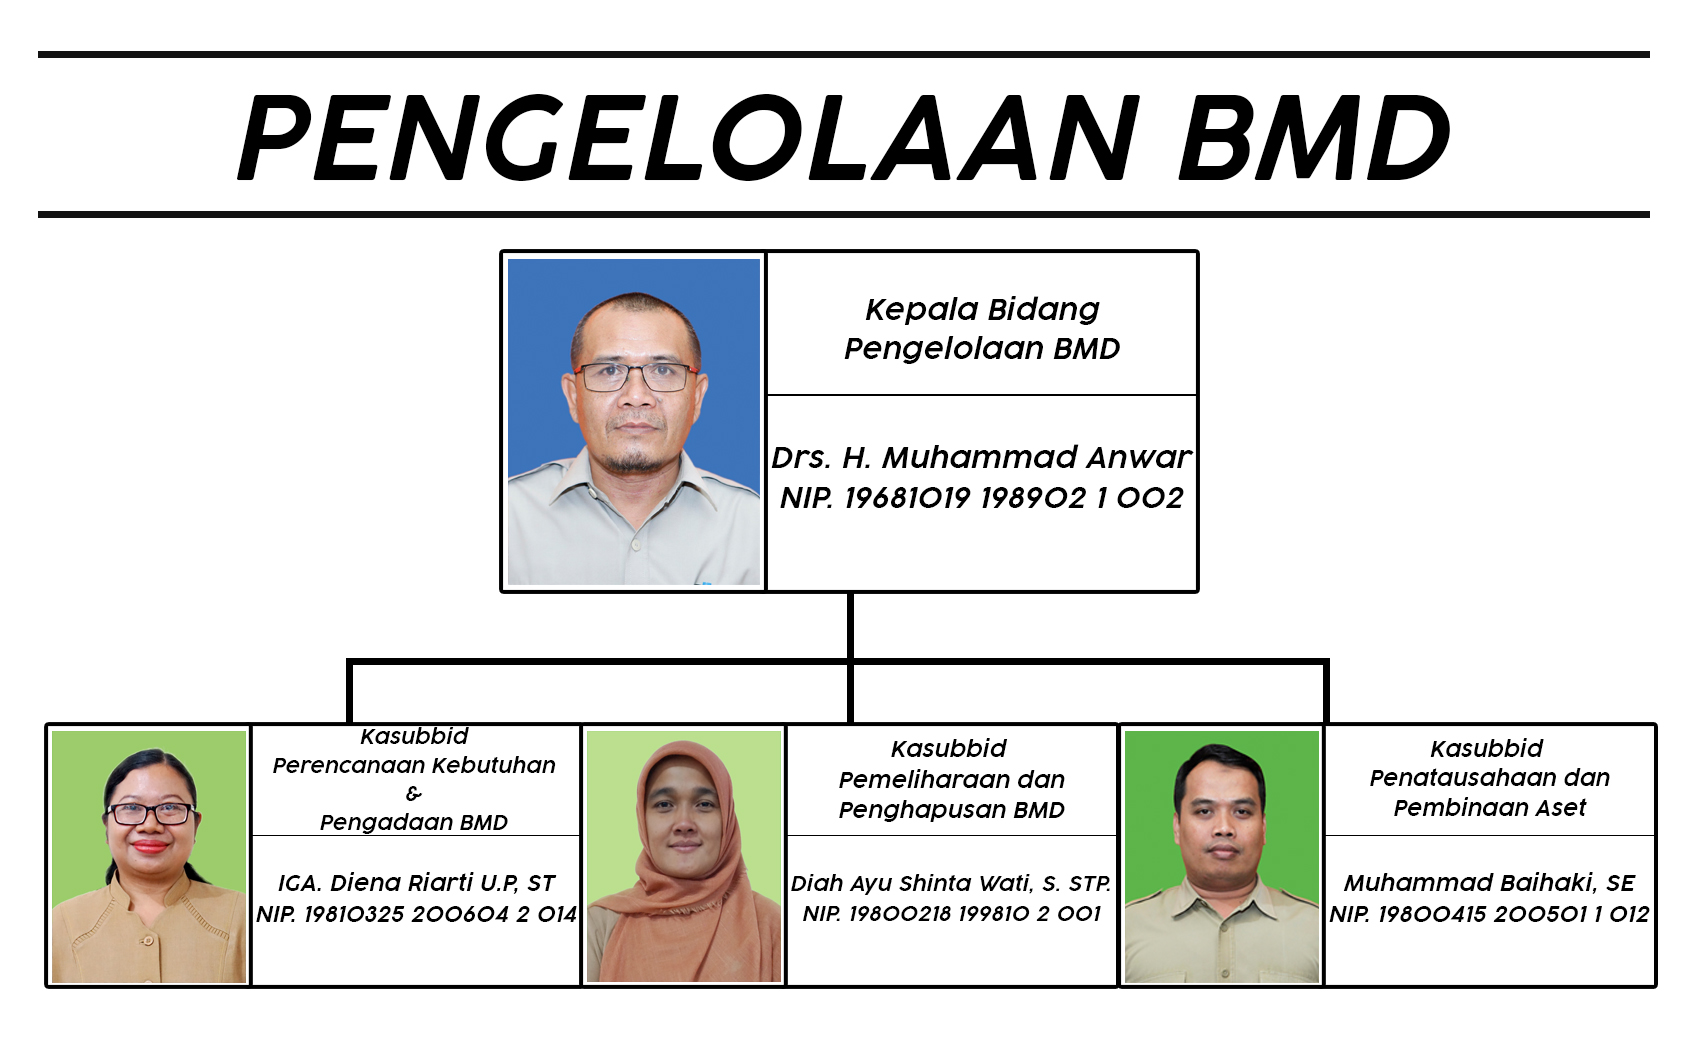 PENGELOLAAN BMD
Kepala Bidang
Pengelolaan BMD
Drs. H. Muhammad Anwar
NIP. 19681019 198902 1 002
Kasubbid
Perencanaan Kebutuhan
&
Pengadaan BMD
IGA. Diena Riarti U.P, ST
NIP. 19810325 200604 2 014
Kasubbid
Pemeliharaan dan
Penghapusan BMD
Diah Ayu Shinta Wati, S. STP.
NIP. 19800218 199810 2 001
Kasubbid
Penatausahaan dan
Pembinaan Aset
Muhammad Baihaki, SE
NIP. 19800415 200501 1 012